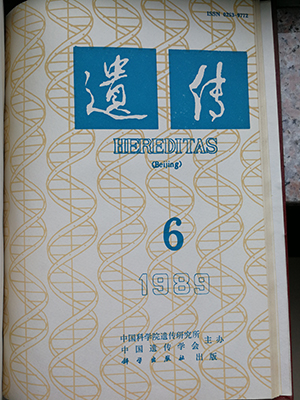 ISSN 0253-9772
遗传
HEREDITAS
(Beijing)
6
1989
中国科学院遗传研究所
中国遗传学会 主办
科学出版社 出版